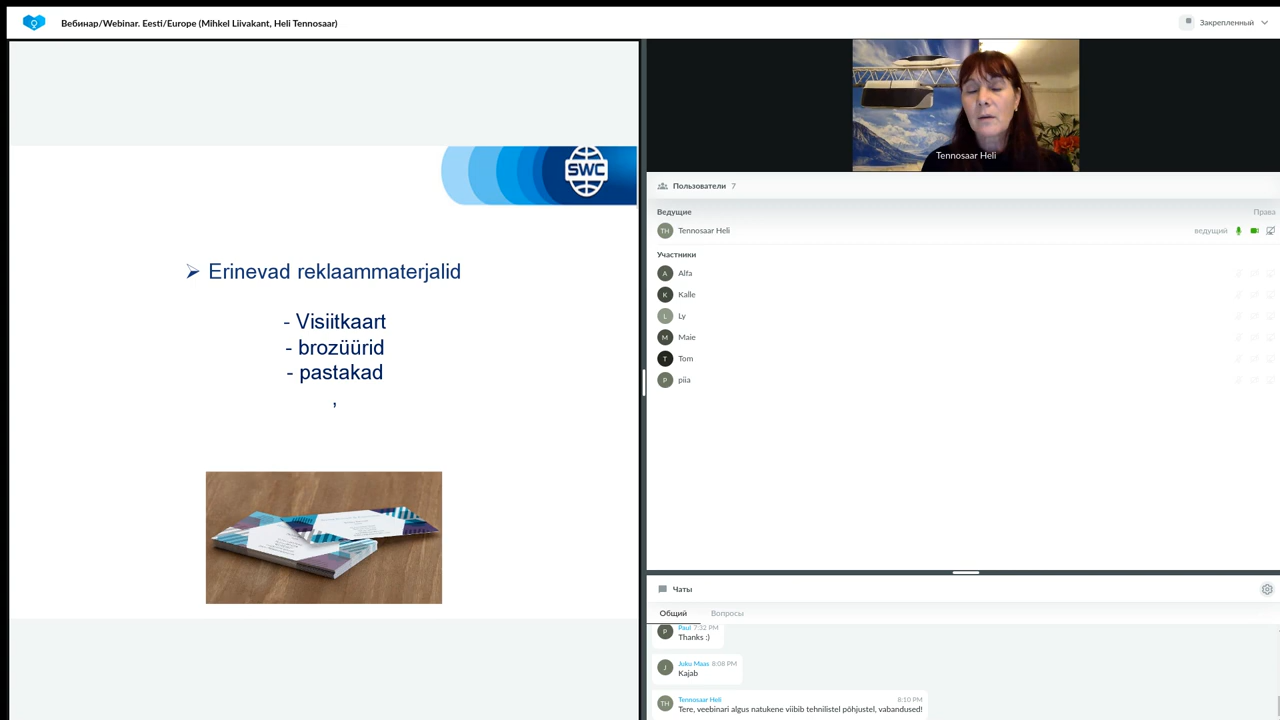 Вебинар/Webinar. Eesti/Europe (Mihkel Liivakant, Heli Tennosaar)
Закрепленный
SWC
➢ Erinevad reklaammaterjalid
- Visiitkaart
- brozüürid
- pastakad
,
Tennosaar Heli
Пользователи 7
Ведущие
Права
TH Tennosaar Heli
ведущий
Участники
A Alfa
K Kalle
L Ly
M Maie
T Tom
P piia
Чаты
Общий
Вопросы
P Paul 7:32 PM
Thanks :)
J Juku Maas 8:08 PM
Kajab
TH Tennosaar Heli 8:10 PM
Tere, veebinari algus natukene viibib tehnilistel põhjustel, vabandused!